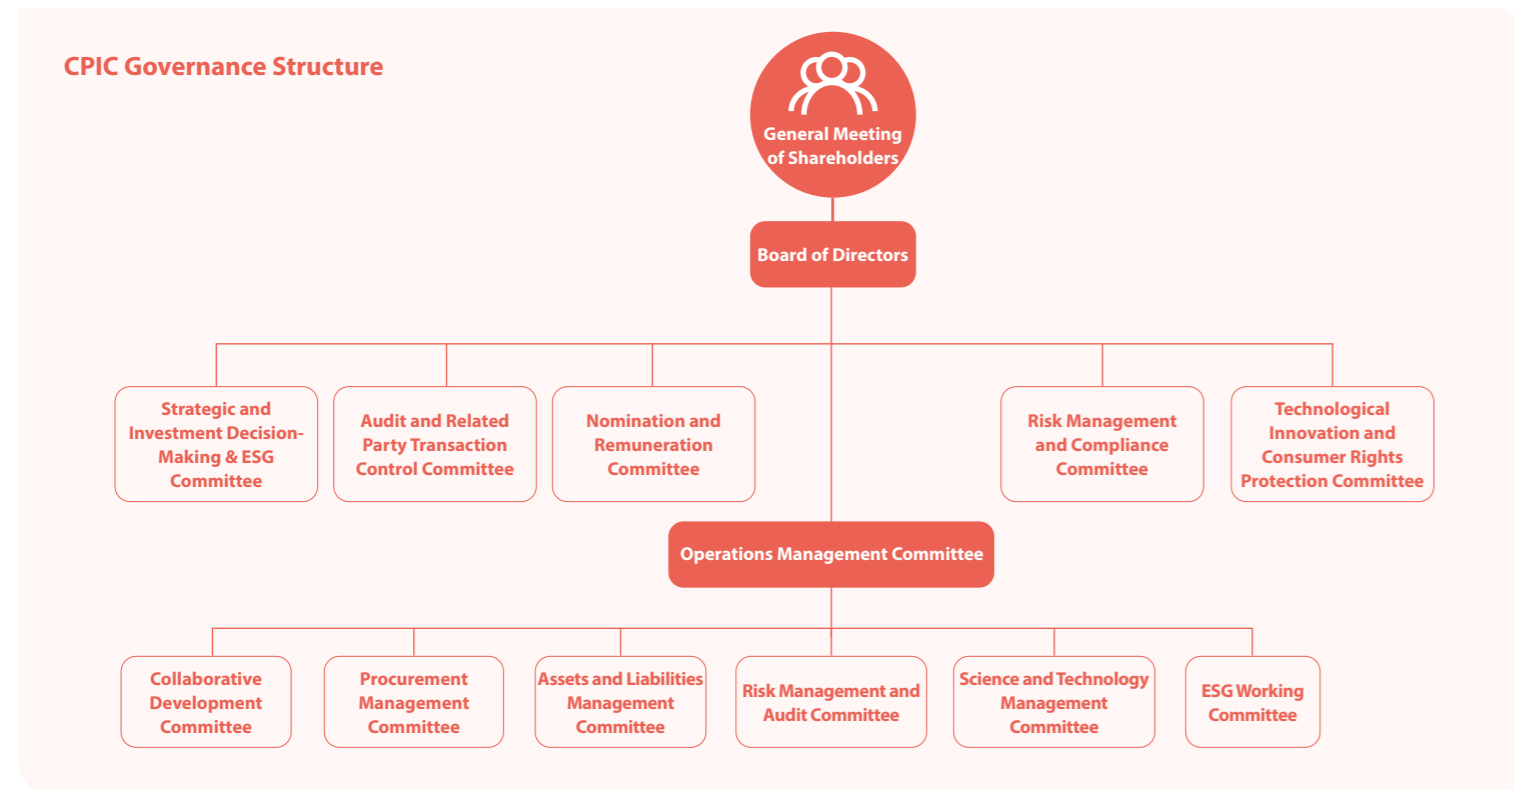 CPIC Governance Structure
General Meeting
of Shareholders
Board of Directors
Strategic and
Investment Decision-
Making & ESG
Committee
Audit and Related
Party Transaction
Control Committee
Nomination and
Remuneration
Committee
Risk Management
and Compliance
Committee
Technological
Innovation and
Consumer Rights
Protection Committee
Operations Management Committee
Collaborative
Development
Committee
Procurement
Management
Committee
Assets and Liabilities
Management
Committee
Risk Management and
Audit Committee
Science and Technology
Management
Committee
ESG Working
Committee